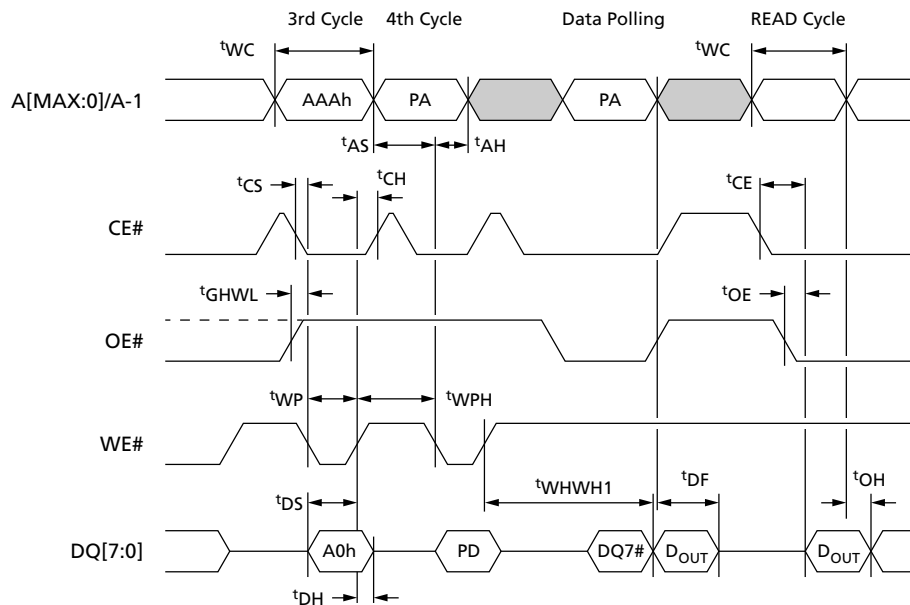 3rd Cycle 4th Cycle Data Polling READ Cycle
tWC tWC
A[MAX:0]/A-1 AAAh PA PA
tAS tAH
tCS tCH tCE
CE#
tGHWL tOE
OE#
tWP tWPH
WE#
tWHWH1 tDF tOH
tDS
DQ[7:0] A0h PD DQ7# DOUT DOUT
tDH